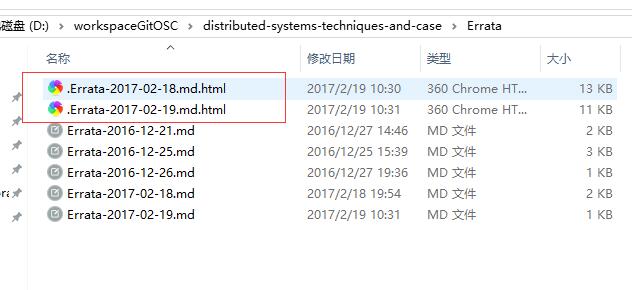 磁盘 (D:) › workspaceGitOSC › distributed-systems-techniques-and-case › Errata
名称 修改日期 类型 大小
.Errata-2017-02-18.md.html 2017/2/19 10:30 360 Chrome HT... 13 KB
.Errata-2017-02-19.md.html 2017/2/19 10:31 360 Chrome HT... 11 KB
Errata-2016-12-21.md 2016/12/27 14:46 MD 文件 1 KB
Errata-2016-12-25.md 2016/12/25 15:39 MD 文件 3 KB
Errata-2016-12-26.md 2016/12/27 19:36 MD 文件 1 KB
Errata-2017-02-18.md 2017/2/18 19:54 MD 文件 2 KB
Errata-2017-02-19.md 2017/2/19 10:31 MD 文件 1 KB